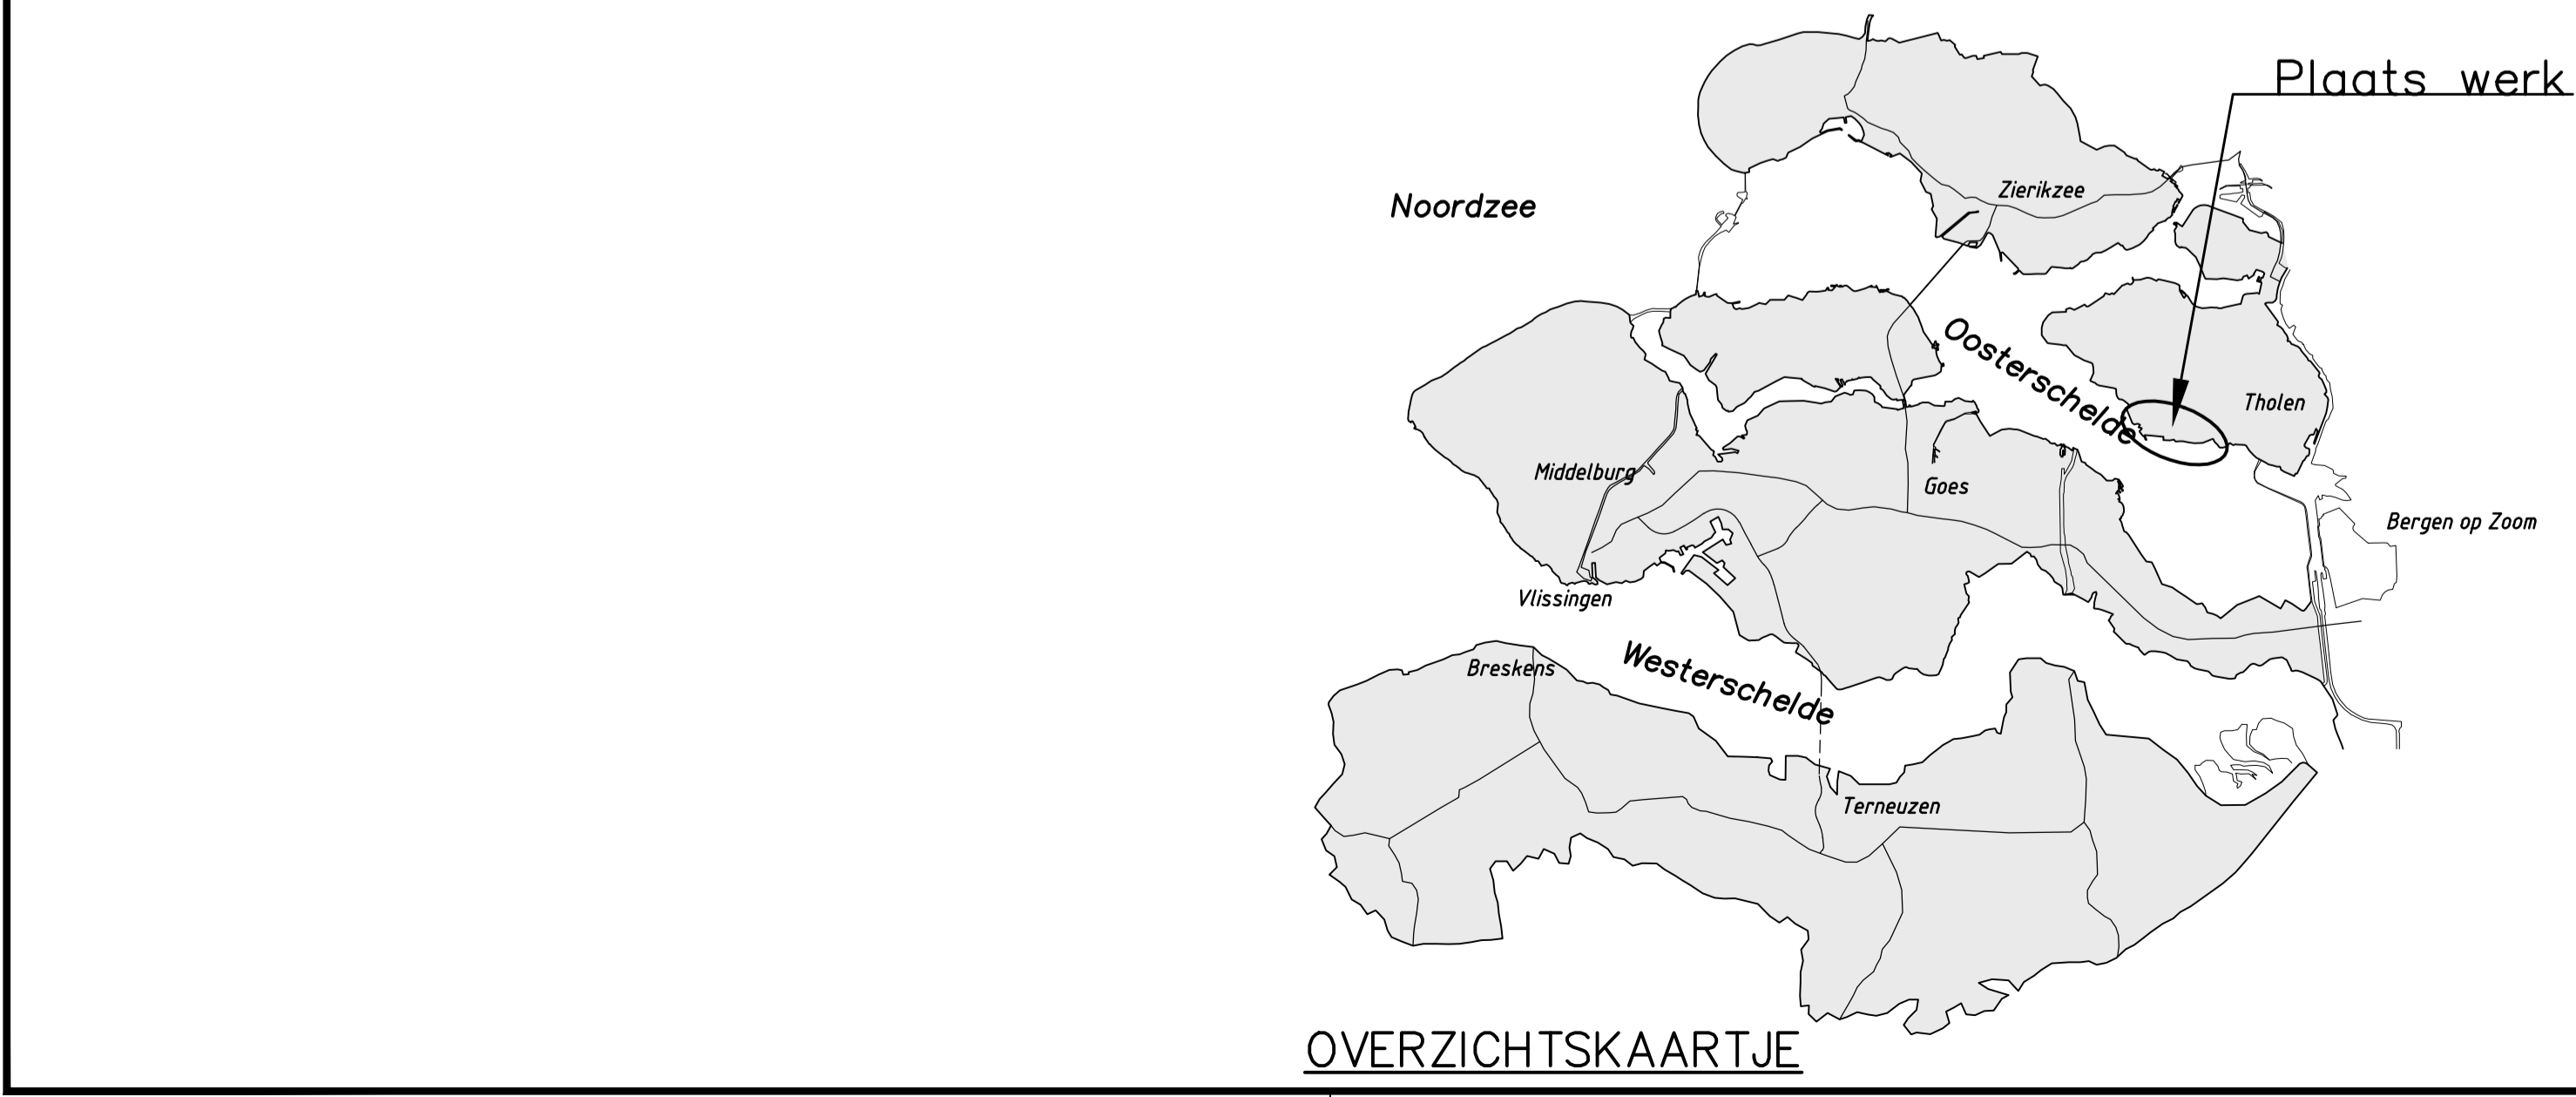 Plaats werk
Noordzee
Zierikzee
Oosterschelde
Tholen
Middelburg
Goes
Bergen op Zoom
Vlissingen
Westerschelde
Breskens
Terneuzen
OVERZICHTSKAARTJE